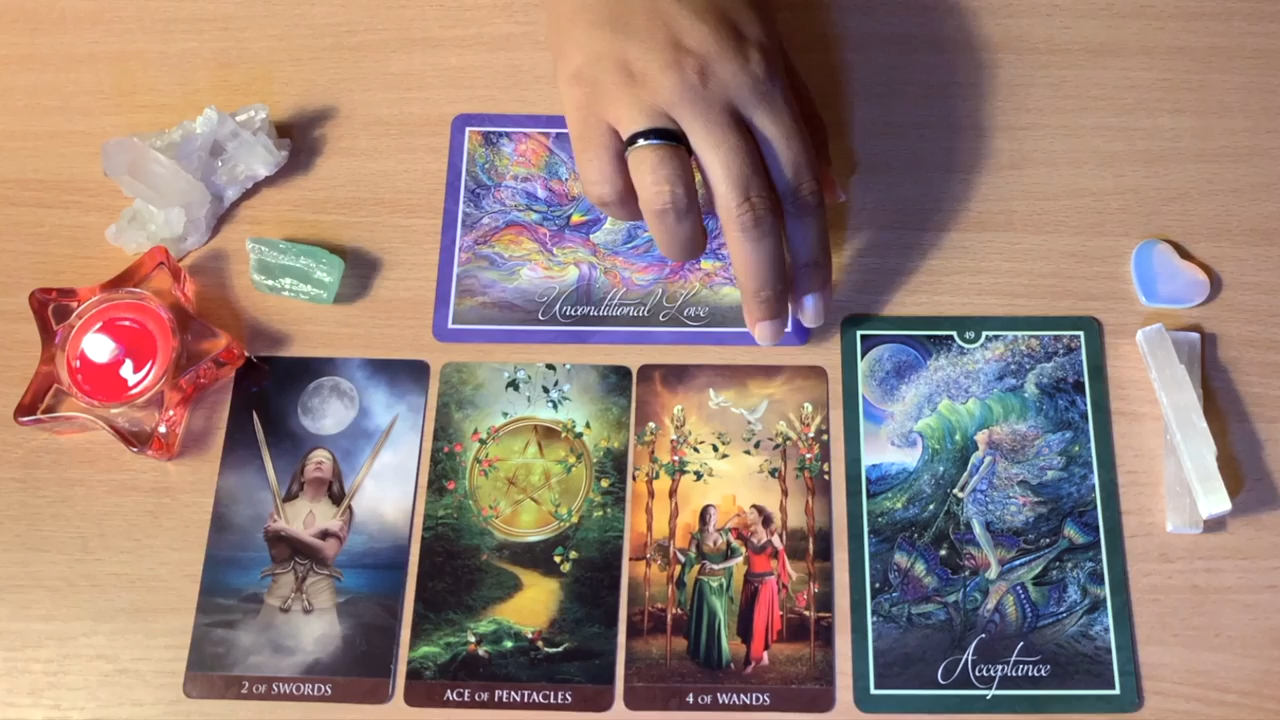 Unconditional Love
49
Acceptance
2 OF SWORDS
ACE OF PENTACLES
4 OF WANDS